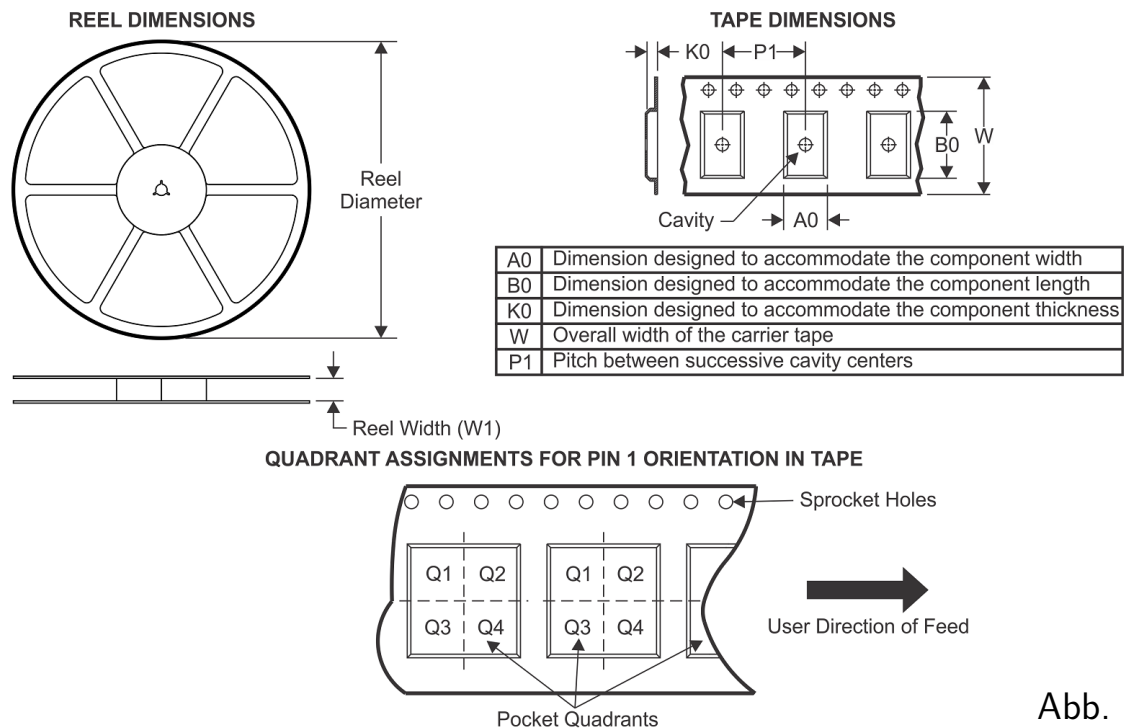 REEL DIMENSIONS
TAPE DIMENSIONS
K0
P1
Reel
Diameter
B0
W
Cavity
A0
A0 Dimension designed to accommodate the component width
B0 Dimension designed to accommodate the component length
K0 Dimension designed to accommodate the component thickness
W Overall width of the carrier tape
P1 Pitch between successive cavity centers
Reel Width (W1)
QUADRANT ASSIGNMENTS FOR PIN 1 ORIENTATION IN TAPE
Sprocket Holes
Q1 Q2 Q1 Q2
Q3 Q4 Q3 Q4
User Direction of Feed
Pocket Quadrants
Abb.